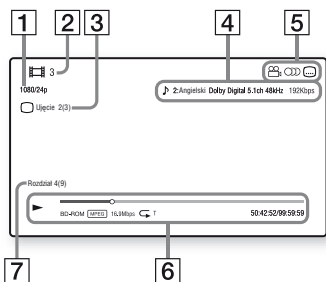 1 2 3 4 5
3
1080/24p
2:Angielski Dolby Digital 5.1ch 48kHz 192Kbps
Ujęcie 2(3)
Rozdział 4(9)
BD-ROM MPEG 16.9Mbps T 50:42:52/99:59:59
7 6